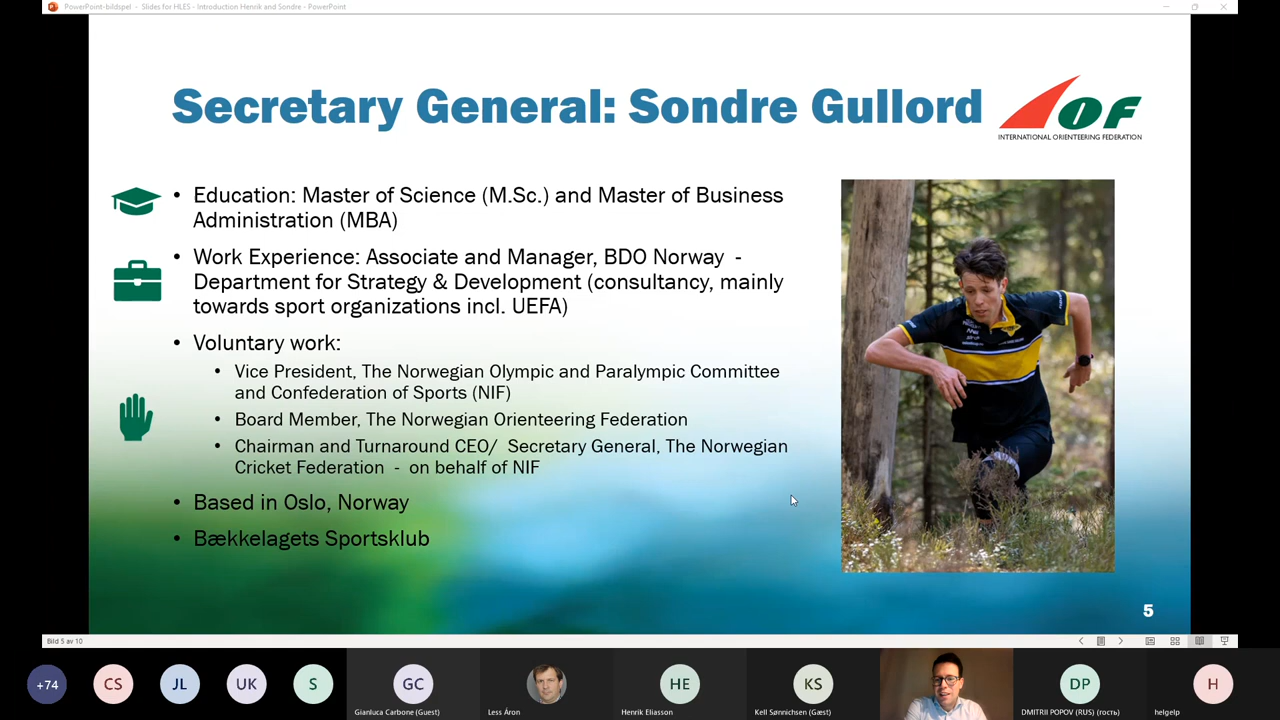 PowerPoint-bildspel - Slides for HLES - Introduction Henrik and Sondre - PowerPoint
Secretary General: Sondre Gullord
IOF
INTERNATIONAL ORIENTEERING FEDERATION
• Education: Master of Science (M.Sc.) and Master of Business
Administration (MBA)
• Work Experience: Associate and Manager, BDO Norway -
Department for Strategy & Development (consultancy, mainly
towards sport organizations incl. UEFA)
• Voluntary work:
• Vice President, The Norwegian Olympic and Paralympic Committee
and Confederation of Sports (NIF)
• Board Member, The Norwegian Orienteering Federation
• Chairman and Turnaround CEO/ Secretary General, The Norwegian
Cricket Federation - on behalf of NIF
• Based in Oslo, Norway
• Bækkelagets Sportsklub
5
Bild 5 av 10
+74
CS
JL
UK
S
GC
HE
KS
DP
H
Gianluca Carbone (Guest)
Less Áron
Henrik Eliasson
Kell Sønnichsen (Gæst)
DMITRII POPOV (RUS) (гость)
helgelp